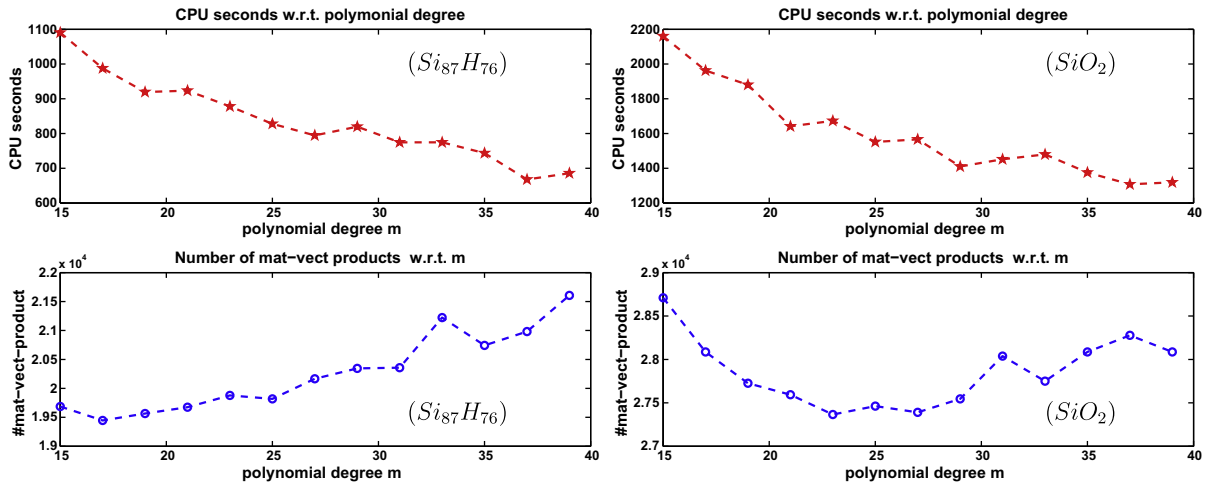 CPU seconds w.r.t. polymonial degree
1100
1000
900
800
700
600
CPU seconds
(Si87H76)
15 20 25 30 35 40
polynomial degree m
CPU seconds w.r.t. polymonial degree
2200
2000
1800
1600
1400
1200
CPU seconds
(SiO2)
15 20 25 30 35 40
polynomial degree m
Number of mat−vect products w.r.t. m
x 10^4
2.2
2.15
2.1
2.05
2
1.95
1.9
#mat−vect−product
(Si87H76)
15 20 25 30 35 40
polynomial degree m
Number of mat−vect products w.r.t. m
x 10^4
2.9
2.85
2.8
2.75
2.7
#mat−vect−product
(SiO2)
15 20 25 30 35 40
polynomial degree m